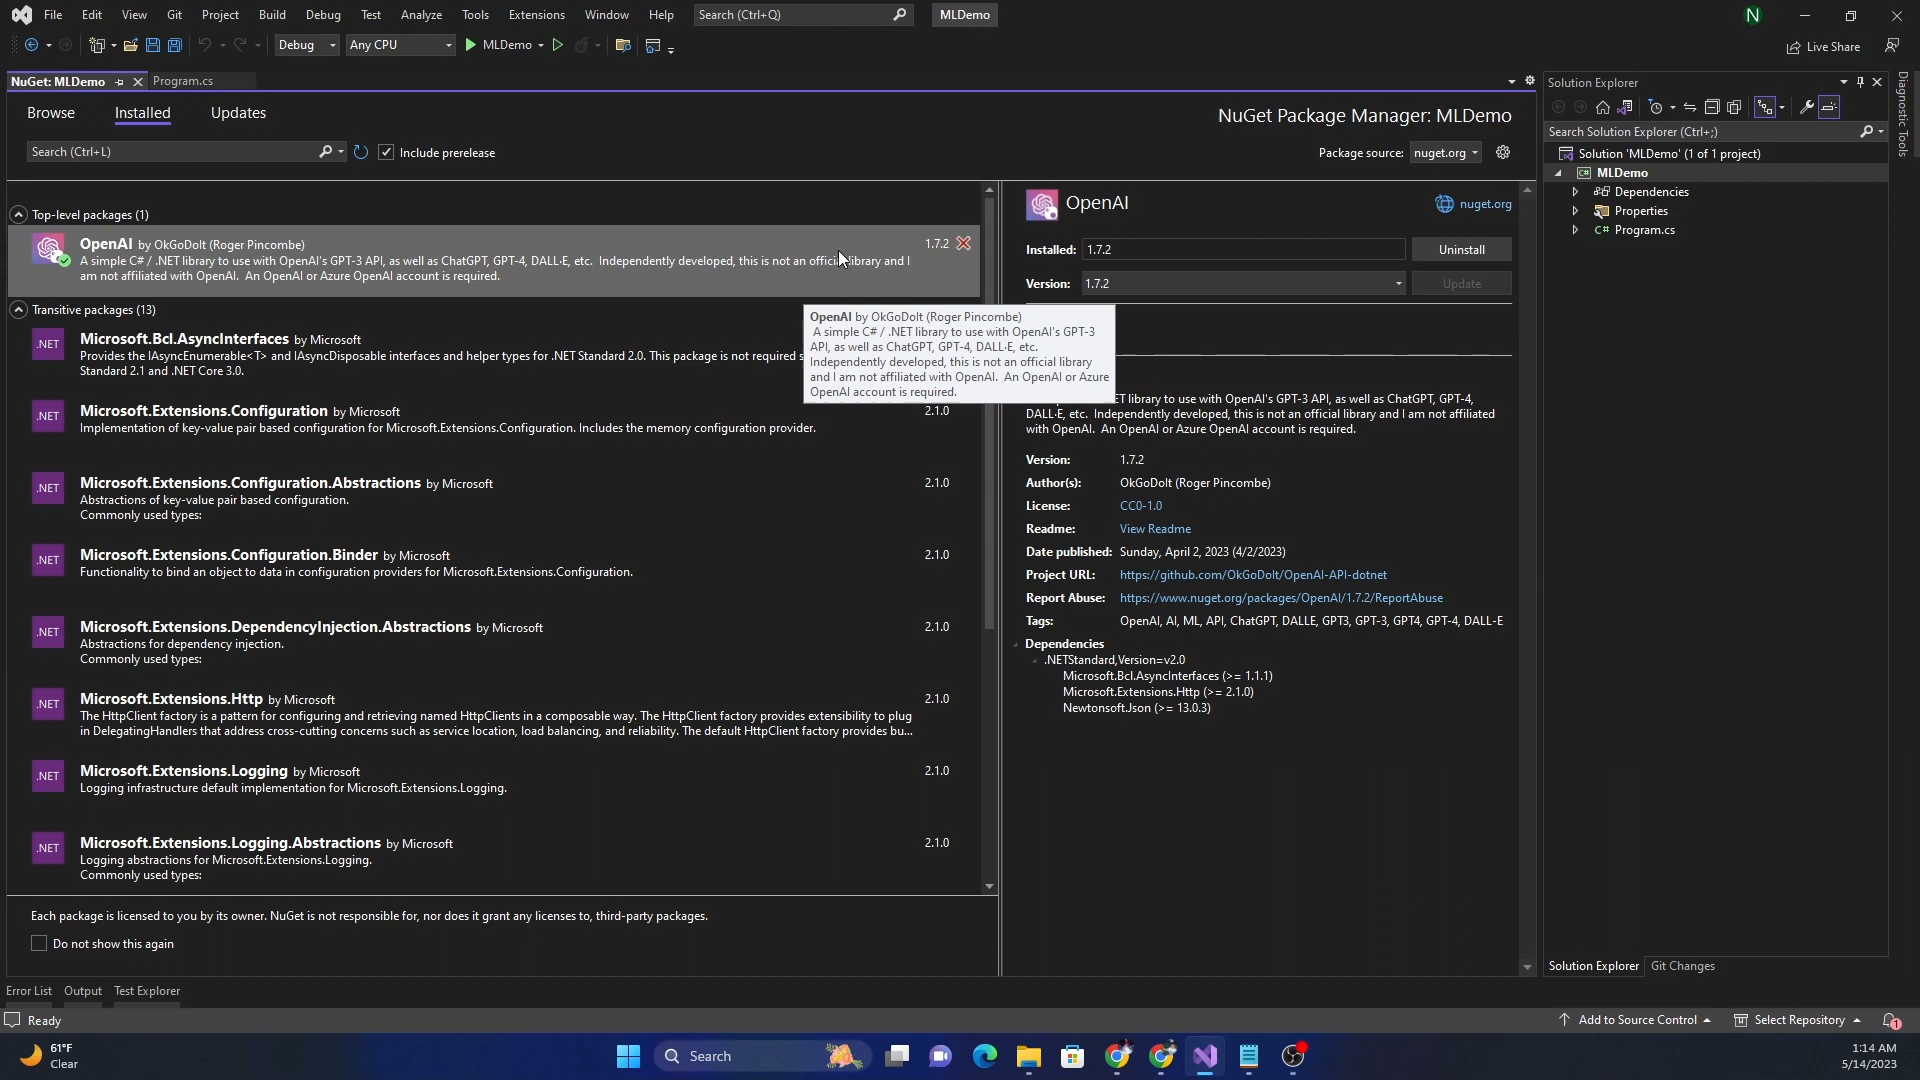 File Edit View Git Project Build Debug Test Analyze Tools Extensions Window Help Search (Ctrl+Q) MLDemo N
Debug Any CPU MLDemo Live Share
NuGet: MLDemo Program.cs
Browse Installed Updates NuGet Package Manager: MLDemo
Search (Ctrl+L) Include prerelease Package source: nuget.org
Top-level packages (1)
OpenAI by OkGoDoIt (Roger Pincombe) 1.7.2
A simple C# / .NET library to use with OpenAI's GPT-3 API, as well as ChatGPT, GPT-4, DALL·E, etc. Independently developed, this is not an official library and I
am not affiliated with OpenAI. An OpenAI or Azure OpenAI account is required.
Transitive packages (13)
.NET Microsoft.Bcl.AsyncInterfaces by Microsoft
Provides the IAsyncEnumerable<T> and IAsyncDisposable interfaces and helper types for .NET Standard 2.0. This package is not required s
Standard 2.1 and .NET Core 3.0.
.NET Microsoft.Extensions.Configuration by Microsoft 2.1.0
Implementation of key-value pair based configuration for Microsoft.Extensions.Configuration. Includes the memory configuration provider.
.NET Microsoft.Extensions.Configuration.Abstractions by Microsoft 2.1.0
Abstractions of key-value pair based configuration.
Commonly used types:
.NET Microsoft.Extensions.Configuration.Binder by Microsoft 2.1.0
Functionality to bind an object to data in configuration providers for Microsoft.Extensions.Configuration.
.NET Microsoft.Extensions.DependencyInjection.Abstractions by Microsoft 2.1.0
Abstractions for dependency injection.
Commonly used types:
.NET Microsoft.Extensions.Http by Microsoft 2.1.0
The HttpClient factory is a pattern for configuring and retrieving named HttpClients in a composable way. The HttpClient factory provides extensibility to plug
in DelegatingHandlers that address cross-cutting concerns such as service location, load balancing, and reliability. The default HttpClient factory provides bu...
.NET Microsoft.Extensions.Logging by Microsoft 2.1.0
Logging infrastructure default implementation for Microsoft.Extensions.Logging.
.NET Microsoft.Extensions.Logging.Abstractions by Microsoft 2.1.0
Logging abstractions for Microsoft.Extensions.Logging.
Commonly used types:
Each package is licensed to you by its owner. NuGet is not responsible for, nor does it grant any licenses to, third-party packages.
Do not show this again
OpenAI by OkGoDoIt (Roger Pincombe)
A simple C# / .NET library to use with OpenAI's GPT-3
API, as well as ChatGPT, GPT-4, DALL·E, etc.
Independently developed, this is not an official library
and I am not affiliated with OpenAI. An OpenAI or Azure
OpenAI account is required.
OpenAI nuget.org
Installed: 1.7.2 Uninstall
Version: 1.7.2 Update
ET library to use with OpenAI's GPT-3 API, as well as ChatGPT, GPT-4,
DALL·E, etc. Independently developed, this is not an official library and I am not affiliated
with OpenAI. An OpenAI or Azure OpenAI account is required.
Version: 1.7.2
Author(s): OkGoDoIt (Roger Pincombe)
License: CC0-1.0
Readme: View Readme
Date published: Sunday, April 2, 2023 (4/2/2023)
Project URL: https://github.com/OkGoDoIt/OpenAI-API-dotnet
Report Abuse: https://www.nuget.org/packages/OpenAI/1.7.2/ReportAbuse
Tags: OpenAI, AI, ML, API, ChatGPT, DALLE, GPT3, GPT-3, GPT4, GPT-4, DALL-E
Dependencies
.NETStandard,Version=v2.0
Microsoft.Bcl.AsyncInterfaces (>= 1.1.1)
Microsoft.Extensions.Http (>= 2.1.0)
Newtonsoft.Json (>= 13.0.3)
Solution Explorer
Search Solution Explorer (Ctrl+;)
Solution 'MLDemo' (1 of 1 project)
C# MLDemo
Dependencies
Properties
C# Program.cs
Solution Explorer Git Changes
Diagnostic Tools
Error List Output Test Explorer
Ready Add to Source Control Select Repository 1
61°F
Clear
Search
1:14 AM
5/14/2023